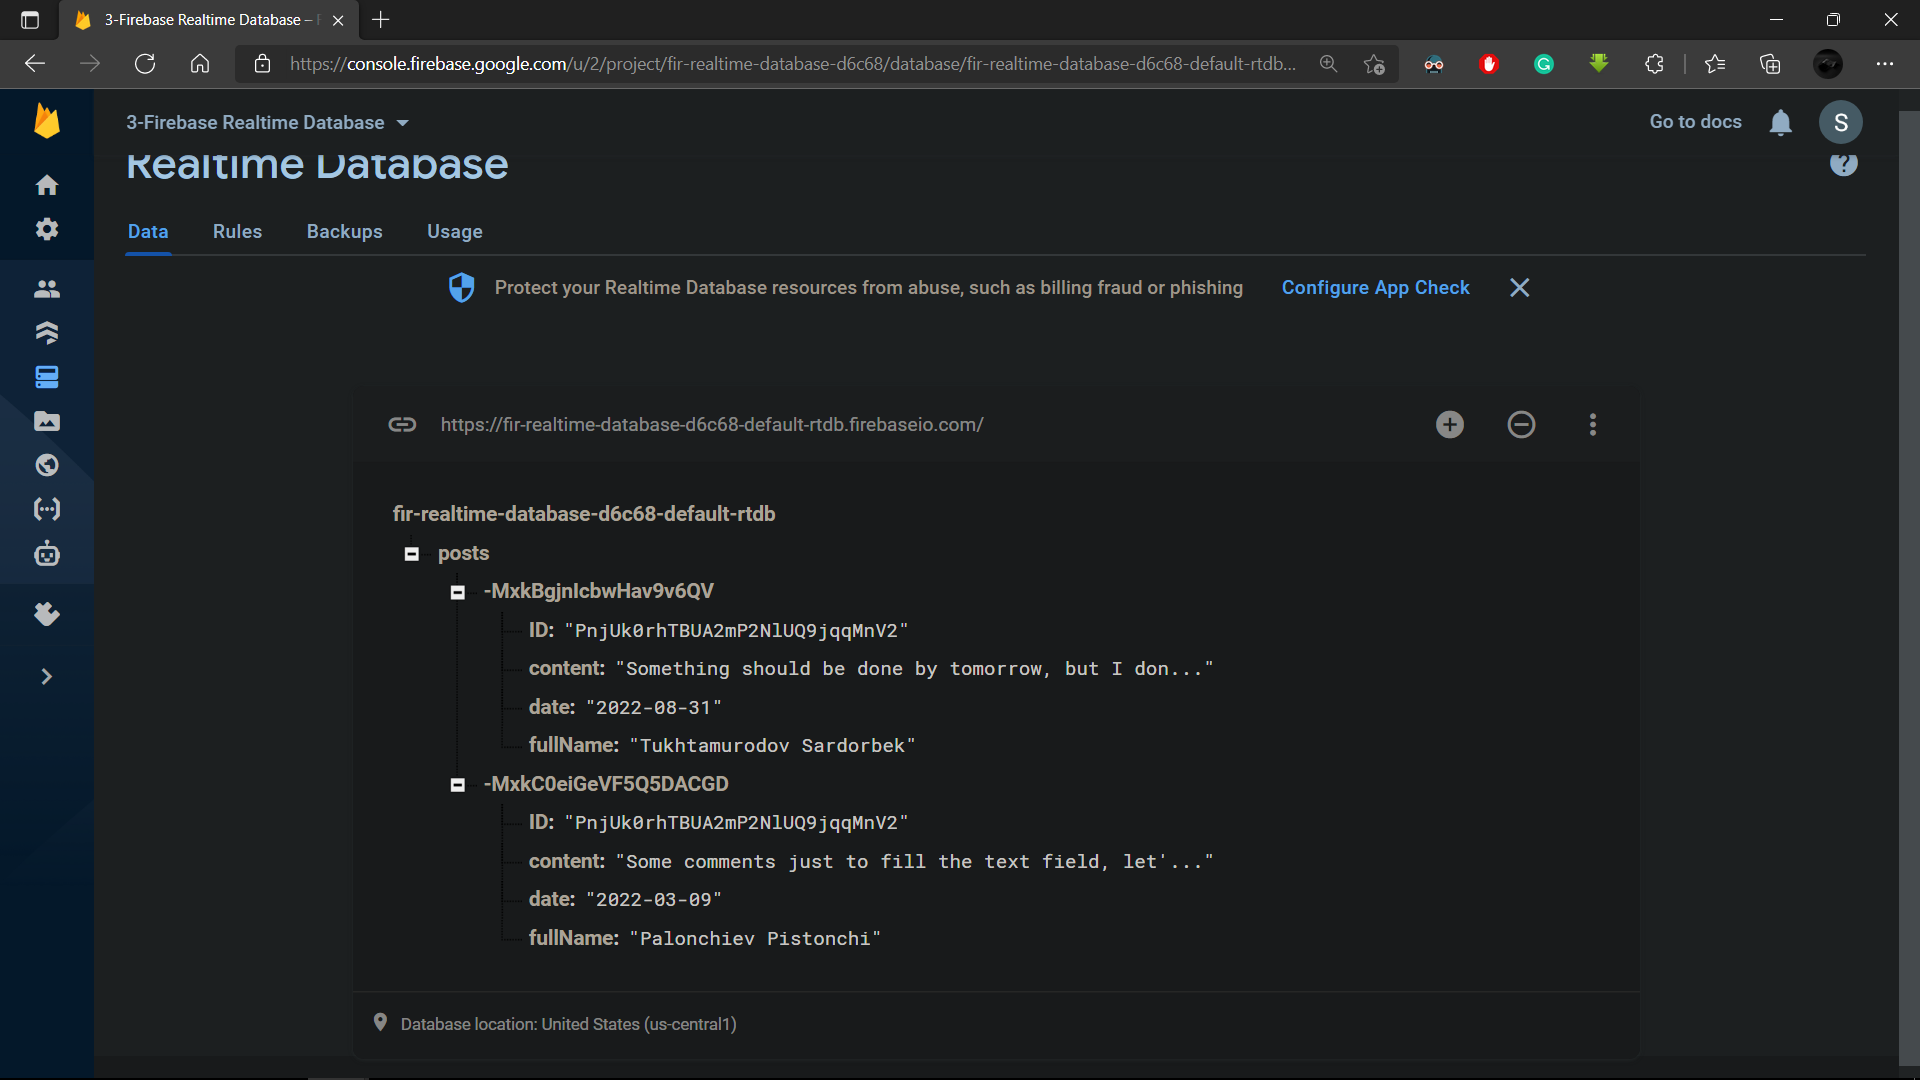 3-Firebase Realtime Database –
https://console.firebase.google.com/u/2/project/fir-realtime-database-d6c68/database/fir-realtime-database-d6c68-default-rtdb...
3-Firebase Realtime Database
Go to docs
S
Realtime Database
?
Data Rules Backups Usage
Protect your Realtime Database resources from abuse, such as billing fraud or phishing Configure App Check
https://fir-realtime-database-d6c68-default-rtdb.firebaseio.com/
fir-realtime-database-d6c68-default-rtdb
posts
-MxkBgjnlcbwHav9v6QV
ID: "PnjUk0rhTBUA2mP2NlUQ9jqqMnV2"
content: "Something should be done by tomorrow, but I don..."
date: "2022-08-31"
fullName: "Tukhtamurodov Sardorbek"
-MxkC0eiGeVF5Q5DACGD
ID: "PnjUk0rhTBUA2mP2NlUQ9jqqMnV2"
content: "Some comments just to fill the text field, let'..."
date: "2022-03-09"
fullName: "Palonchiev Pistonchi"
Database location: United States (us-central1)